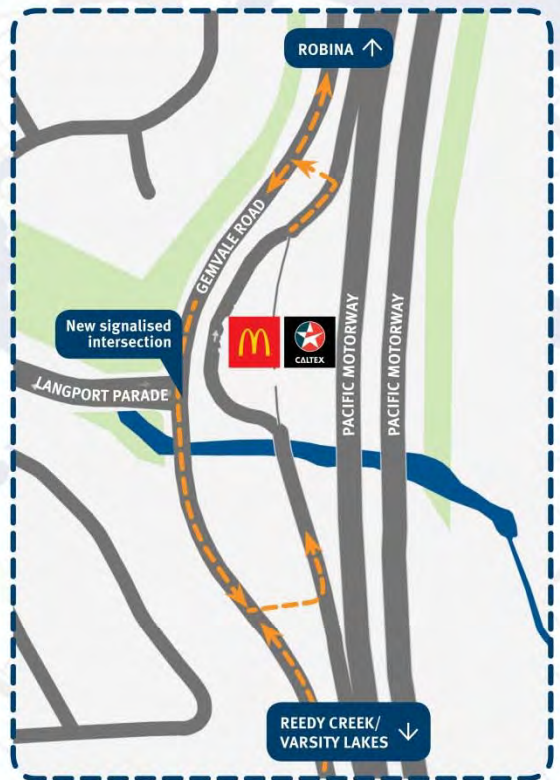 ROBINA ↑
GEMVALE ROAD
New signalised
intersection
LANGPORT PARADE
CALTEX
PACIFIC MOTORWAY
PACIFIC MOTORWAY
REEDY CREEK/
VARSITY LAKES ↓